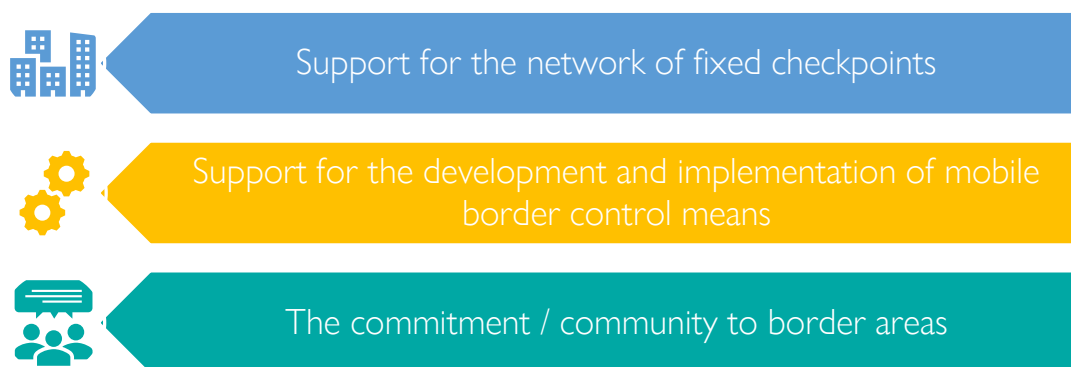 Support for the network of fixed checkpoints
Support for the development and implementation of mobile
border control means
The commitment / community to border areas